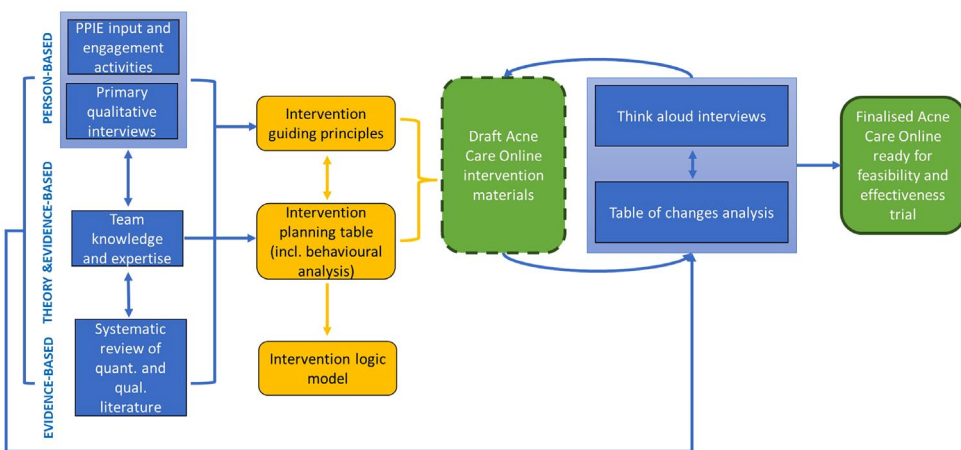 PERSON-BASED
THEORY &EVIDENCE-BASED
EVIDENCE-BASED
PPIE input and
engagement
activities
Primary
qualitative
interviews
Team
knowledge
and expertise
Systematic
review of
quant. and
qual.
literature
Intervention
guiding principles
Intervention
planning table
(incl. behavioural
analysis)
Intervention logic
model
Draft Acne
Care Online
intervention
materials
Think aloud interviews
Table of changes analysis
Finalised Acne
Care Online
ready for
feasibility and
effectiveness
trial